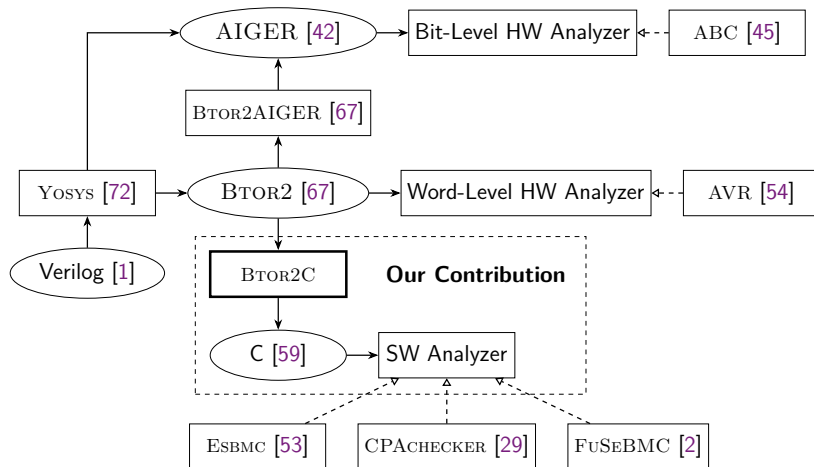 AIGER [42]
Bit-Level HW Analyzer
ABC [45]
BTOR2AIGER [67]
YOSYS [72]
BTOR2 [67]
Word-Level HW Analyzer
AVR [54]
Verilog [1]
BTOR2C
Our Contribution
C [59]
SW Analyzer
ESBMC [53]
CPACHECKER [29]
FUSEBMC [2]